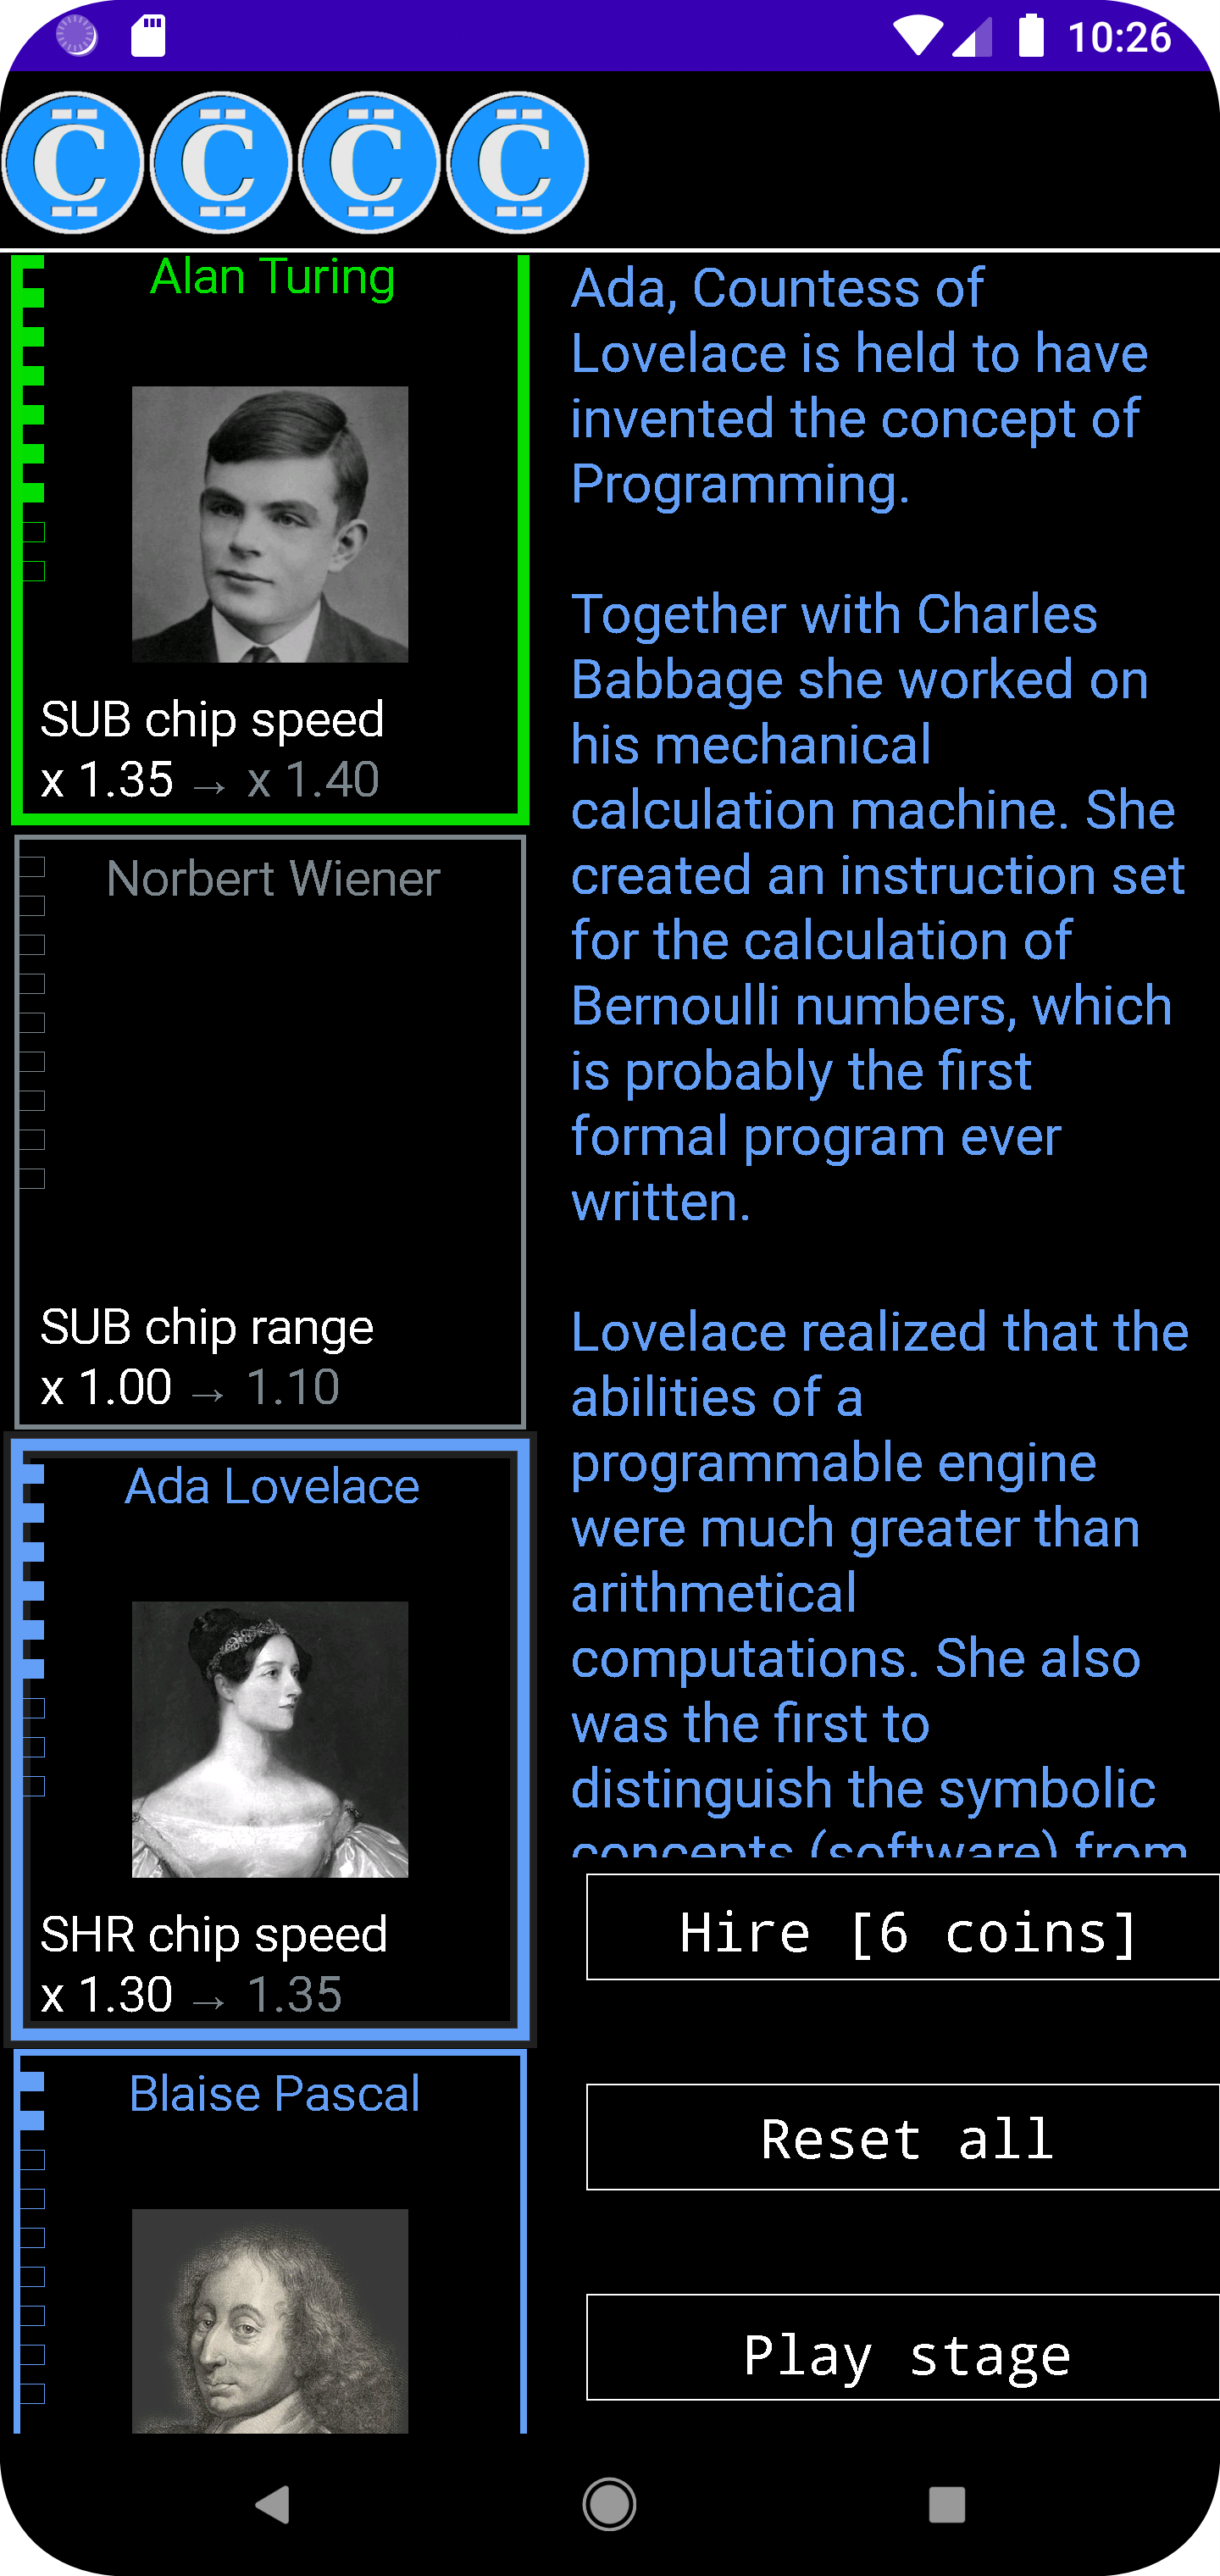 10:26
C C C C
Alan Turing
SUB chip speed
x 1.35 → x 1.40
Norbert Wiener
SUB chip range
x 1.00 → 1.10
Ada Lovelace
SHR chip speed
x 1.30 → 1.35
Blaise Pascal
Ada, Countess of
Lovelace is held to have
invented the concept of
Programming.
Together with Charles
Babbage she worked on
his mechanical
calculation machine. She
created an instruction set
for the calculation of
Bernoulli numbers, which
is probably the first
formal program ever
written.
Lovelace realized that the
abilities of a
programmable engine
were much greater than
arithmetical
computations. She also
was the first to
distinguish the symbolic
concepts (software) from
Hire [6 coins]
Reset all
Play stage